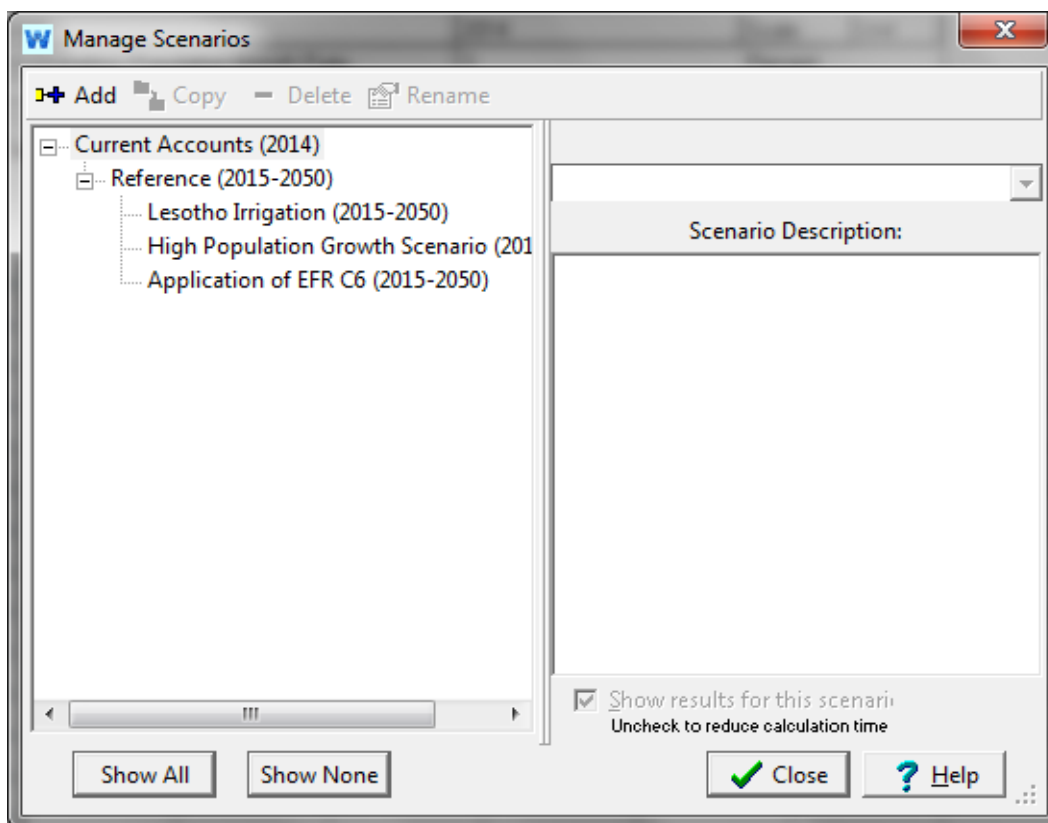 Manage Scenarios
Add Copy Delete Rename
Current Accounts (2014)
Reference (2015-2050)
Lesotho Irrigation (2015-2050)
High Population Growth Scenario (201
Application of EFR C6 (2015-2050)
Scenario Description:
Show results for this scenari
Uncheck to reduce calculation time
Show All Show None Close ? Help